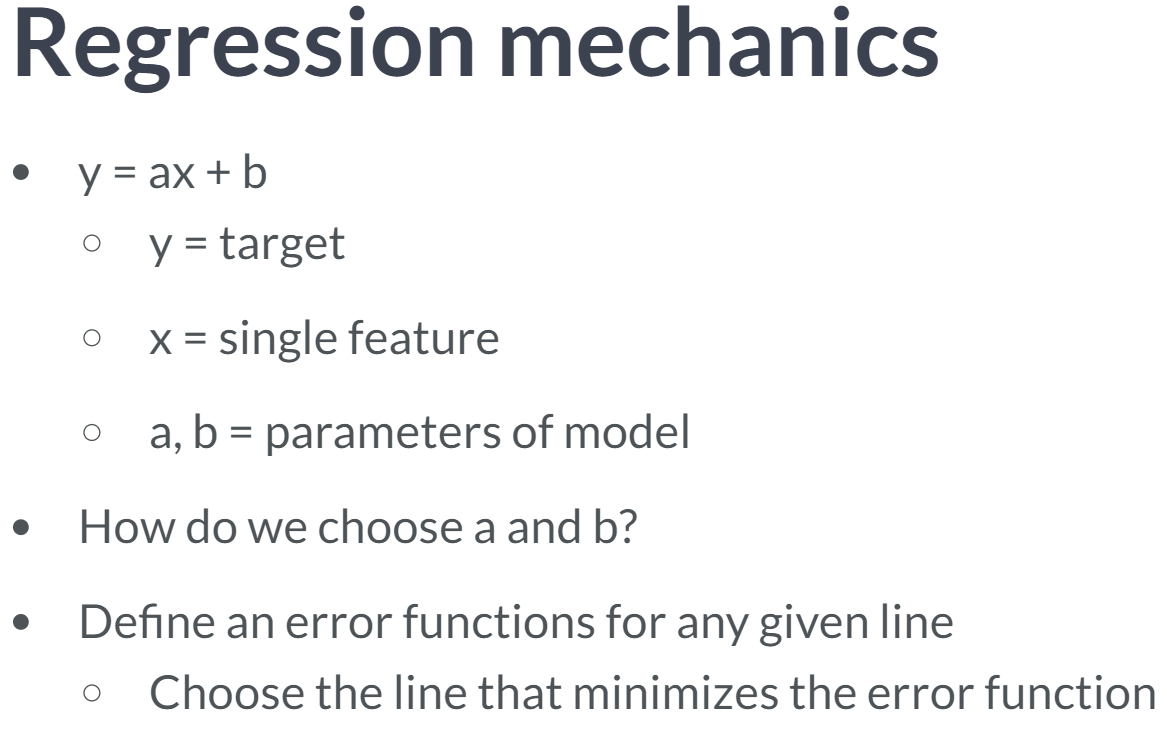 Regression mechanics
• y = ax + b
○ y = target
○ x = single feature
○ a, b = parameters of model
• How do we choose a and b?
• Define an error functions for any given line
○ Choose the line that minimizes the error function